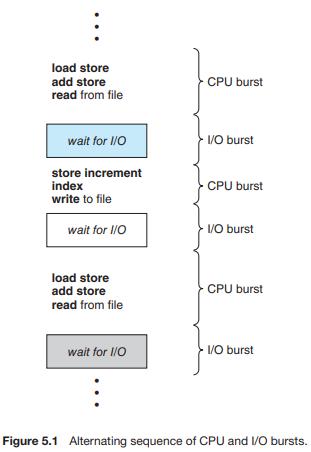 load store
add store
read from file
CPU burst
wait for I/O
I/O burst
store increment
index
write to file
CPU burst
wait for I/O
I/O burst
load store
add store
read from file
CPU burst
wait for I/O
I/O burst
Figure 5.1 Alternating sequence of CPU and I/O bursts.